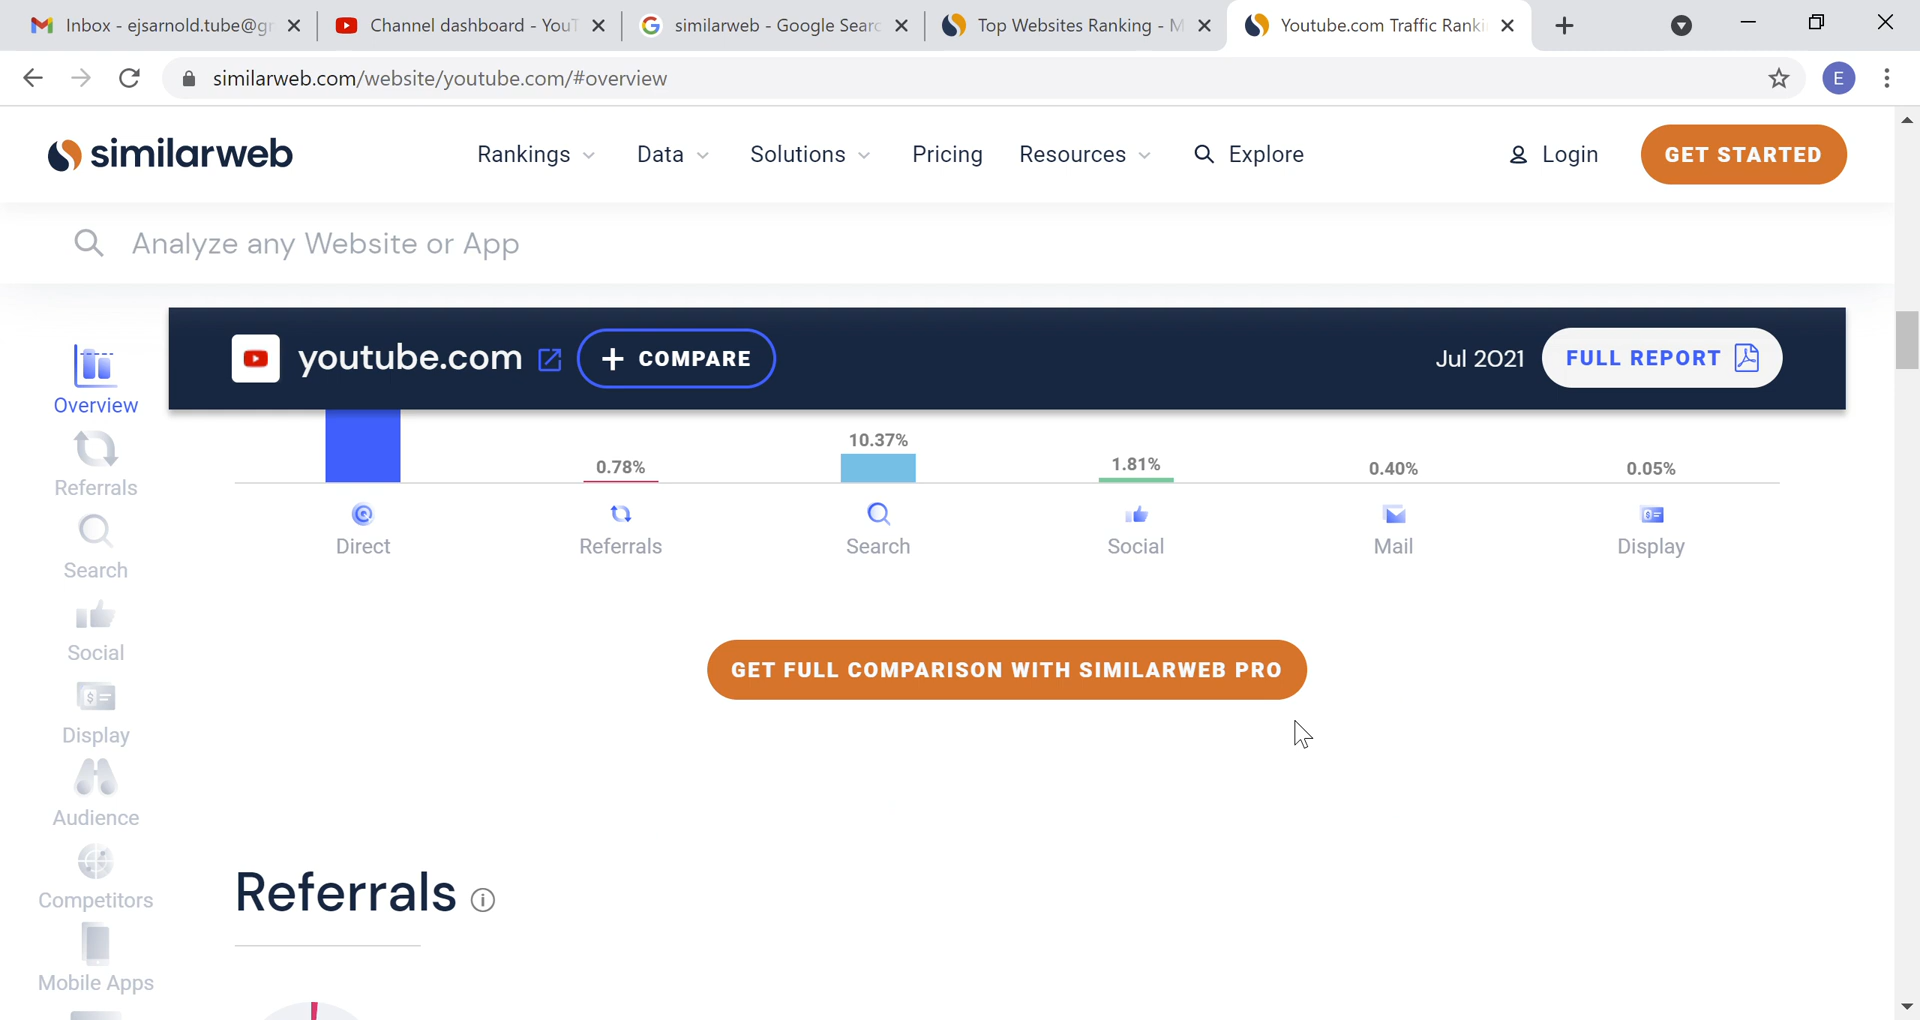 Inbox - ejsarnold.tube@gr
Channel dashboard - YouT
similarweb - Google Searc
Top Websites Ranking - M
Youtube.com Traffic Ranki
similarweb.com/website/youtube.com/#overview
E
similarweb
Rankings
Data
Solutions
Pricing
Resources
Explore
Login
GET STARTED
Analyze any Website or App
youtube.com
+ COMPARE
Jul 2021
FULL REPORT
Overview
Referrals
Search
Social
Display
Audience
Competitors
Mobile Apps
0.78%
10.37%
1.81%
0.40%
0.05%
Direct
Referrals
Search
Social
Mail
Display
GET FULL COMPARISON WITH SIMILARWEB PRO
Referrals